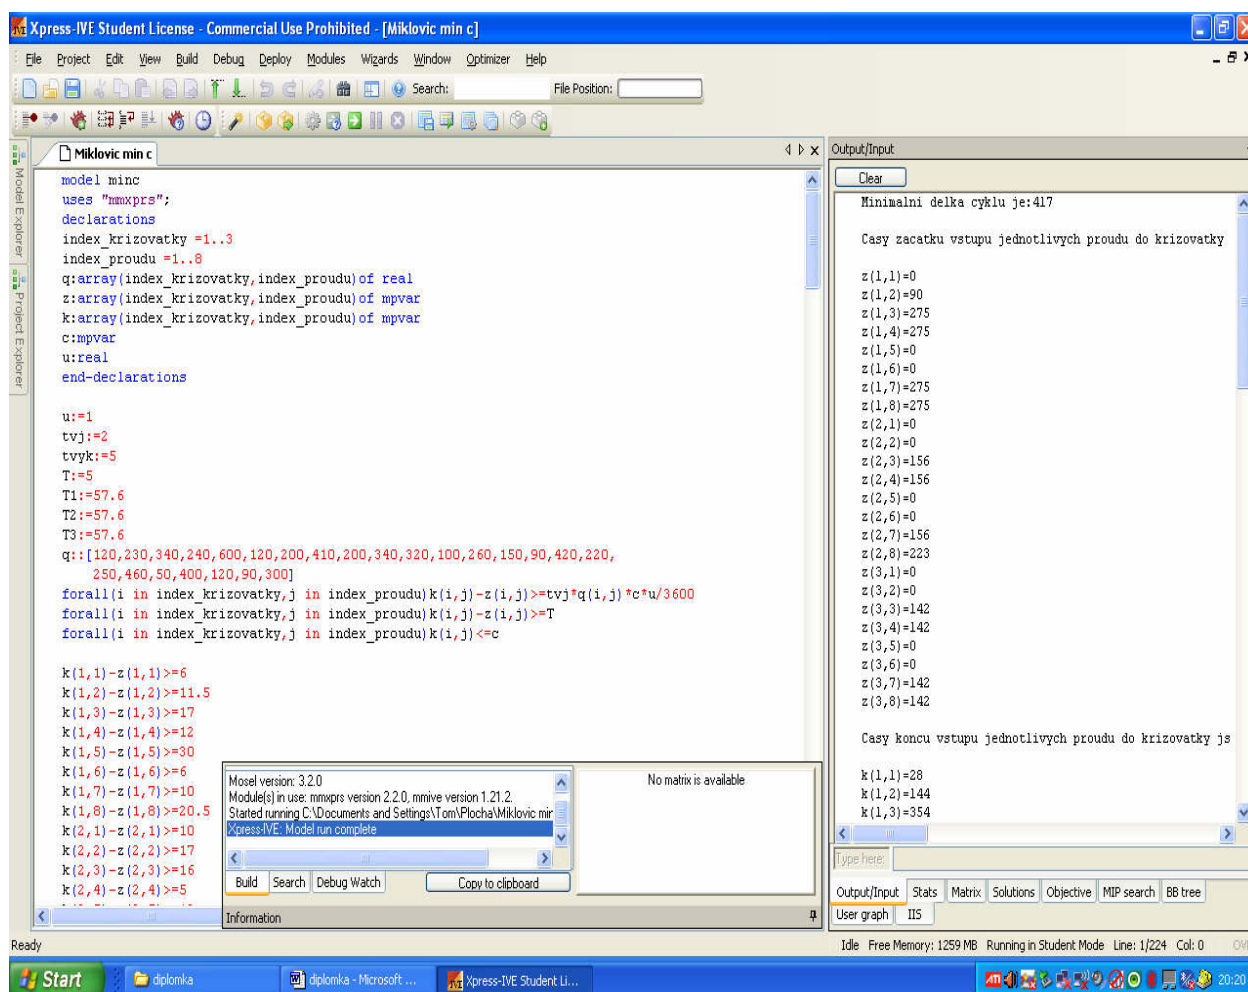 Xpress-IVE Student License - Commercial Use Prohibited - [Miklovic min c]
File Project Edit View Build Debug Deploy Modules Wizards Window Optimizer Help
Search: File Position:
Miklovic min c
Model Explorer
Project Explorer
model minc
uses "mmxprs";
declarations
index_krizovatky =1..3
index_proudu =1..8
q:array(index_krizovatky,index_proudu)of real
z:array(index_krizovatky,index_proudu)of mpvar
k:array(index_krizovatky,index_proudu)of mpvar
c:mpvar
u:real
end-declarations
u:=1
tvj:=2
tvyk:=5
T:=5
T1:=57.6
T2:=57.6
T3:=57.6
q::[120,230,340,240,600,120,200,410,200,340,320,100,260,150,90,420,220,
250,460,50,400,120,90,300]
forall(i in index_krizovatky,j in index_proudu)k(i,j)-z(i,j)>=tvj*q(i,j)*c*u/3600
forall(i in index_krizovatky,j in index_proudu)k(i,j)-z(i,j)>=T
forall(i in index_krizovatky,j in index_proudu)k(i,j)<=c
k(1,1)-z(1,1)>=6
k(1,2)-z(1,2)>=11.5
k(1,3)-z(1,3)>=17
k(1,4)-z(1,4)>=12
k(1,5)-z(1,5)>=30
k(1,6)-z(1,6)>=6
k(1,7)-z(1,7)>=10
k(1,8)-z(1,8)>=20.5
k(2,1)-z(2,1)>=10
k(2,2)-z(2,2)>=17
k(2,3)-z(2,3)>=16
k(2,4)-z(2,4)>=5
Mosel version: 3.2.0
Module(s) in use: mmxprs version 2.2.0, mmive version 1.21.2.
Started running C:\Documents and Settings\Tom\Plocha\Miklovic mir
Xpress-IVE: Model run complete
Build Search Debug Watch Copy to clipboard
No matrix is available
Information
Output/Input
Clear
Minimalni delka cyklu je:417
Casy zacatku vstupu jednotlivych proudu do krizovatky
z(1,1)=0
z(1,2)=90
z(1,3)=275
z(1,4)=275
z(1,5)=0
z(1,6)=0
z(1,7)=275
z(1,8)=275
z(2,1)=0
z(2,2)=0
z(2,3)=156
z(2,4)=156
z(2,5)=0
z(2,6)=0
z(2,7)=156
z(2,8)=223
z(3,1)=0
z(3,2)=0
z(3,3)=142
z(3,4)=142
z(3,5)=0
z(3,6)=0
z(3,7)=142
z(3,8)=142
Casy koncu vstupu jednotlivych proudu do krizovatky js
k(1,1)=28
k(1,2)=144
k(1,3)=354
Type here:
Output/Input Stats Matrix Solutions Objective MIP search BB tree
User graph IIS
Ready
Idle Free Memory: 1259 MB Running in Student Mode Line: 1/224 Col: 0
Start diplomka diplomka - Microsoft ... Xpress-IVE Student Li... 20:20